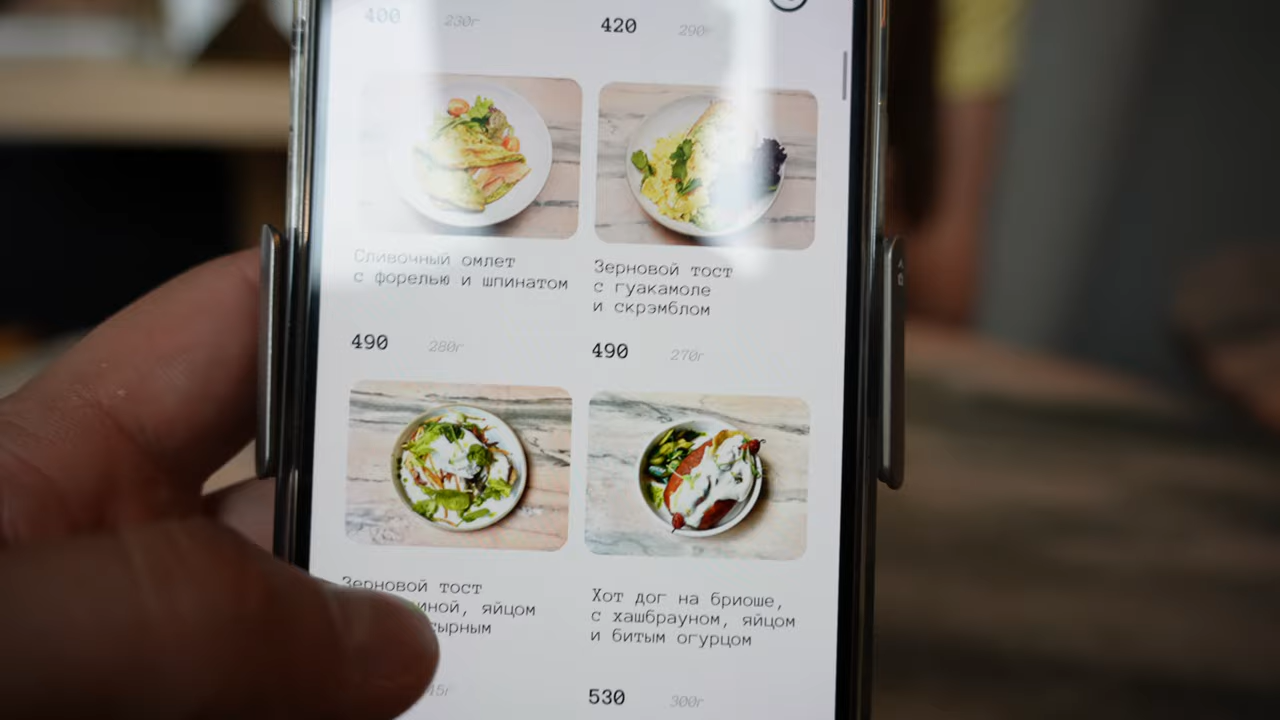 400 230г
420 290г
Сливочный омлет
с форелью и шпинатом
490 280г
Зерновой тост
с гуакамоле
и скрэмблом
490 270г
Зерновой тост
яйцом
Хот дог на бриоше,
с хашбрауном, яйцом
и битым огурцом
530 300г